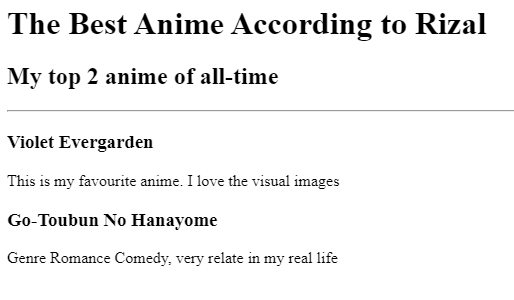 The Best Anime According to Rizal
My top 2 anime of all-time
Violet Evergarden
This is my favourite anime. I love the visual images
Go-Toubun No Hanayome
Genre Romance Comedy, very relate in my real life